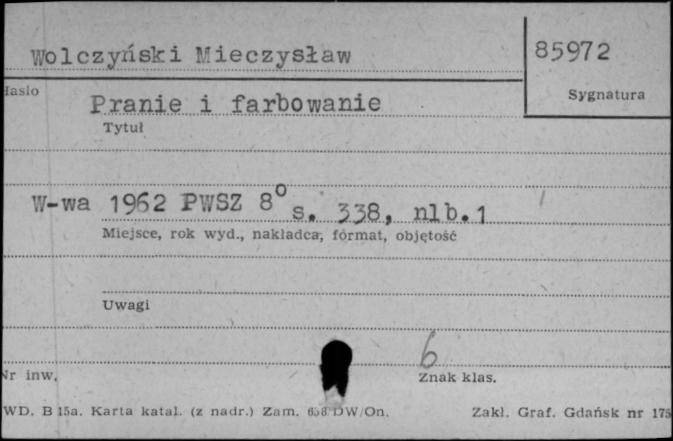 Wolczyński Mieczysław
85972
Hasło
Sygnatura
Pranie i farbowanie
Tytuł
W-wa 1962 PWSZ 8° s. 338, nlb.1
Miejsce, rok wyd., nakładca, format, objętość
Uwagi
6
Nr inw.
Znak klas.
WD. B 15a. Karta katal. (z nadr.) Zam. DW/On.
Zakł. Graf. Gdańsk nr 175